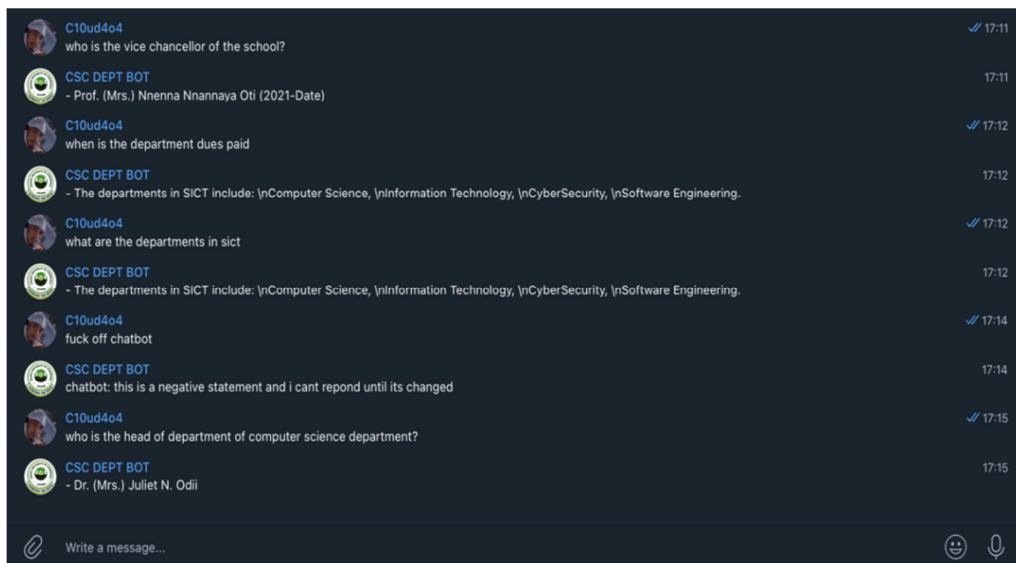 C10ud4o4 17:11
who is the vice chancellor of the school?
CSC DEPT BOT 17:11
- Prof. (Mrs.) Nnenna Nnannaya Oti (2021-Date)
C10ud4o4 17:12
when is the department dues paid
CSC DEPT BOT 17:12
- The departments in SICT include: \nComputer Science, \nInformation Technology, \nCyberSecurity, \nSoftware Engineering.
C10ud4o4 17:12
what are the departments in sict
CSC DEPT BOT 17:12
- The departments in SICT include: \nComputer Science, \nInformation Technology, \nCyberSecurity, \nSoftware Engineering.
C10ud4o4 17:14
fuck off chatbot
CSC DEPT BOT 17:14
chatbot: this is a negative statement and i cant repond until its changed
C10ud4o4 17:15
who is the head of department of computer science department?
CSC DEPT BOT 17:15
- Dr. (Mrs.) Juliet N. Odii
Write a message...